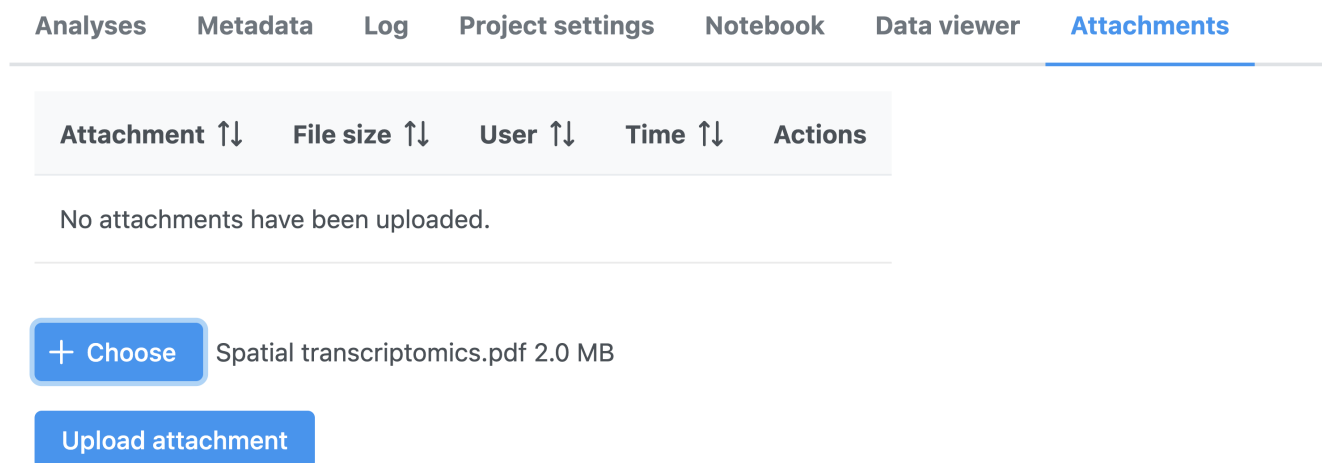 Analyses Metadata Log Project settings Notebook Data viewer Attachments
Attachment File size User Time Actions
No attachments have been uploaded.
Choose Spatial transcriptomics.pdf 2.0 MB
Upload attachment